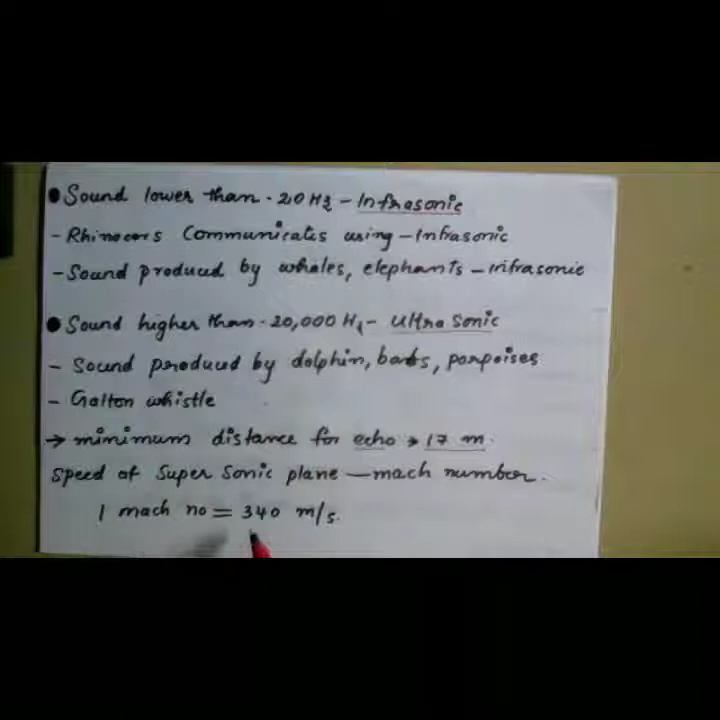 ● Sound lower than 20 Hz - Infrasonic
- Rhinocers Communicates using - Infrasonic
- Sound produced by whales, elephants - infrasonic
● Sound higher than 20,000 Hz - Ultra Sonic
- Sound produced by dolphin, bats, porpoises
- Galton whistle
→ minimum distance for echo → 17 m.
Speed of Super Sonic plane — mach number.
1 mach no = 340 m/s.